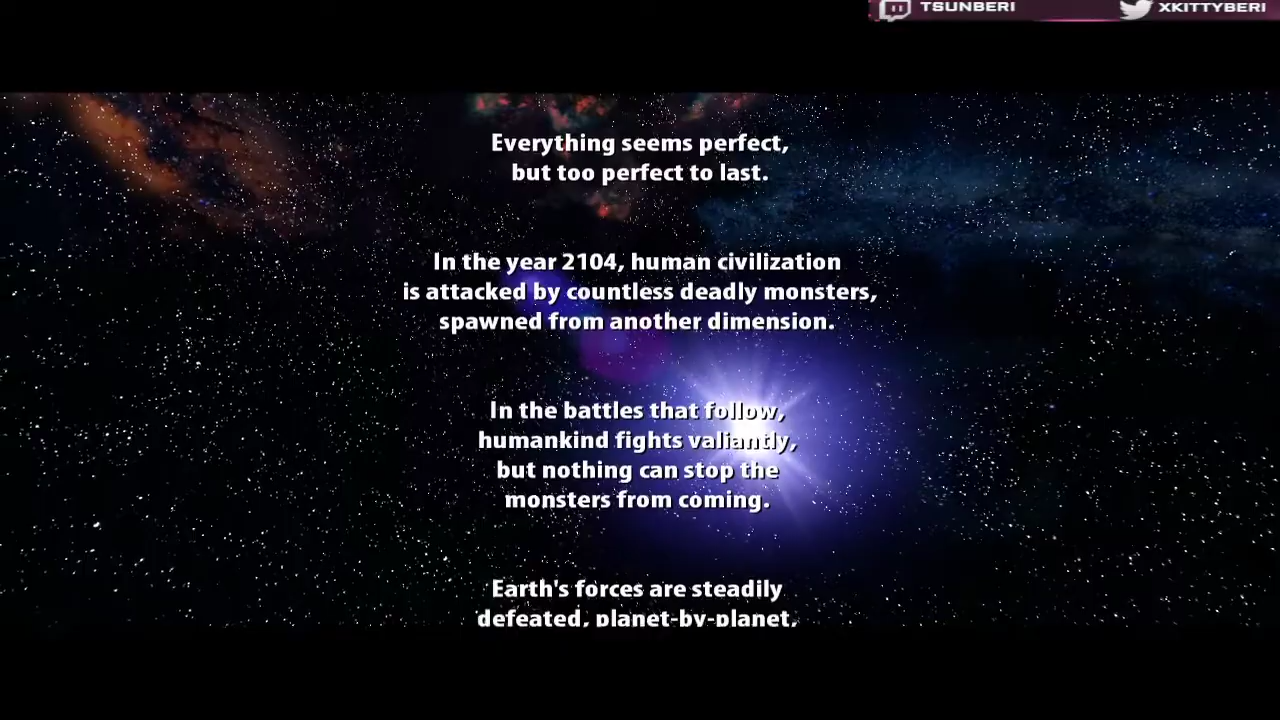 TSUNBERI
XKITTYBERI
Everything seems perfect,
but too perfect to last.
In the year 2104, human civilization
is attacked by countless deadly monsters,
spawned from another dimension.
In the battles that follow,
humankind fights valiantly,
but nothing can stop the
monsters from coming.
Earth's forces are steadily
defeated, planet-by-planet,